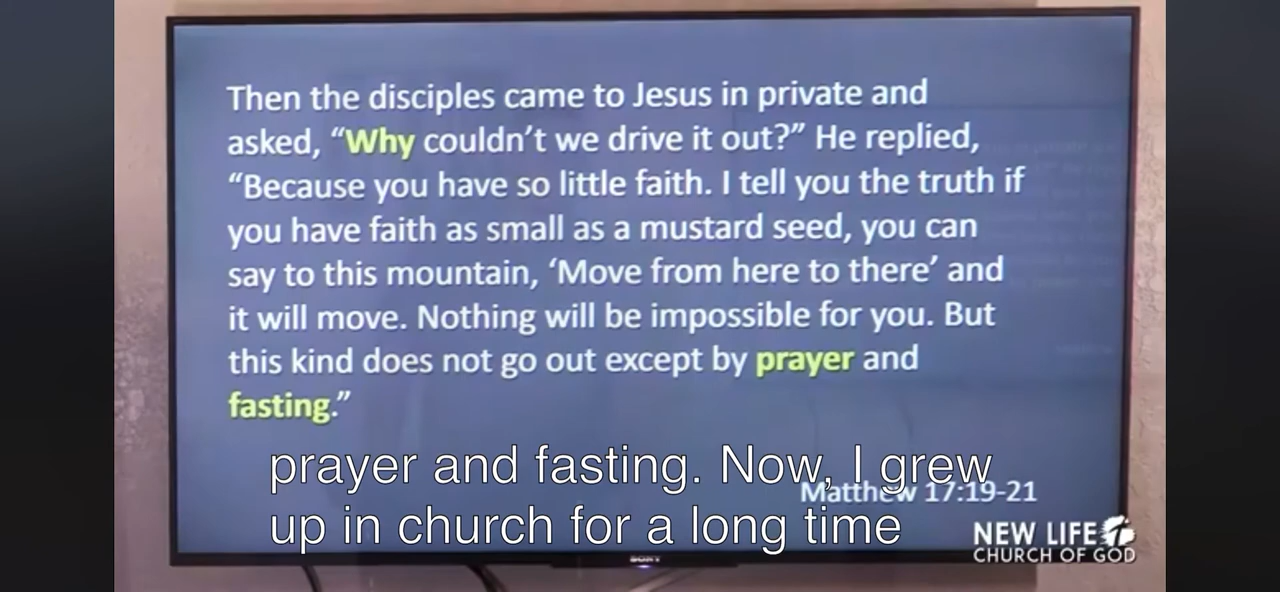 Then the disciples came to Jesus in private and
asked, “Why couldn’t we drive it out?” He replied,
“Because you have so little faith. I tell you the truth if
you have faith as small as a mustard seed, you can
say to this mountain, ‘Move from here to there’ and
it will move. Nothing will be impossible for you. But
this kind does not go out except by prayer and
fasting.”
prayer and fasting. Now, I grew
Matthew 17:19-21
up in church for a long time
NEW LIFE
CHURCH OF GOD
SONY